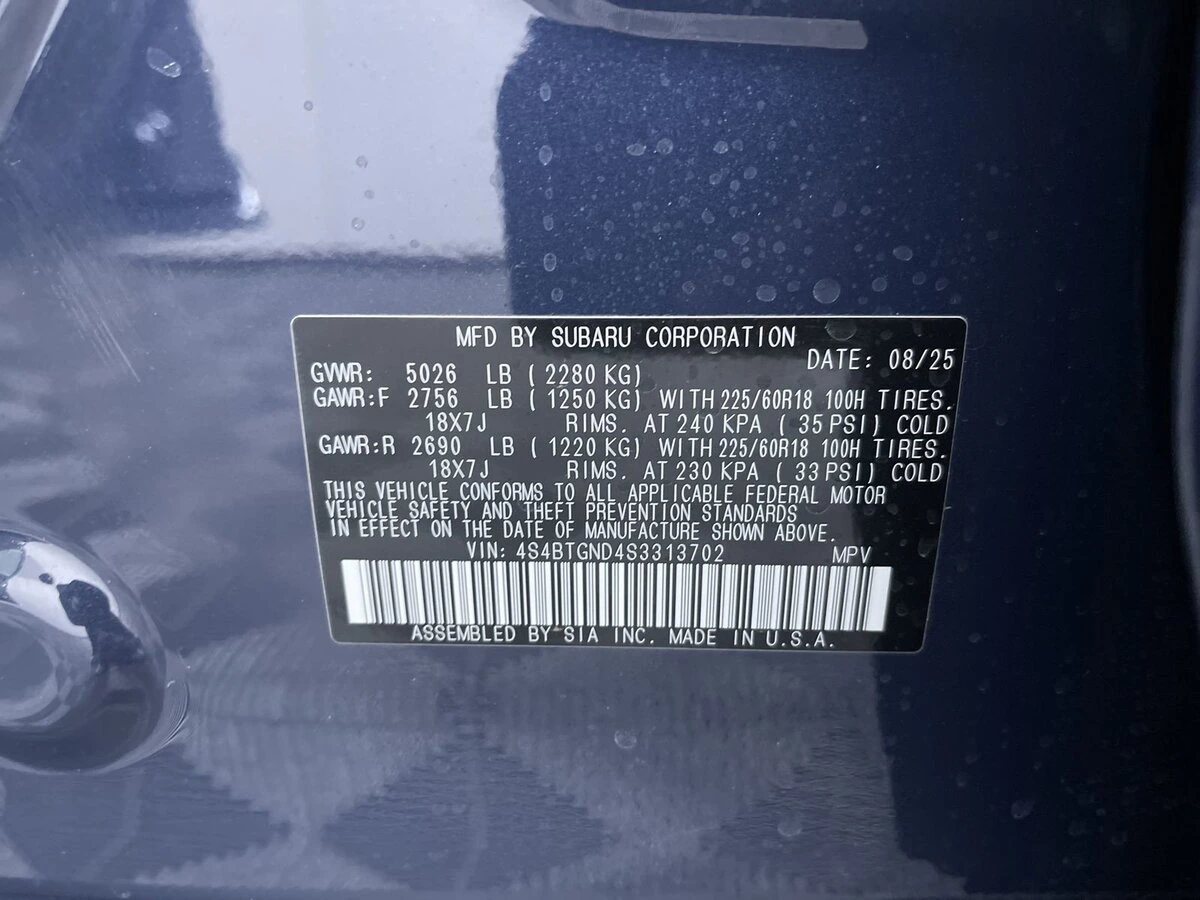 MFD BY SUBARU CORPORATION
DATE: 08/25
GVWR: 5026 LB ( 2280 KG)
GAWR:F 2756 LB ( 1250 KG) WITH 225/60R18 100H TIRES.
18X7J RIMS. AT 240 KPA ( 35 PSI) COLD
GAWR:R 2690 LB ( 1220 KG) WITH 225/60R18 100H TIRES.
18X7J RIMS. AT 230 KPA ( 33 PSI) COLD
THIS VEHICLE CONFORMS TO ALL APPLICABLE FEDERAL MOTOR
VEHICLE SAFETY AND THEFT PREVENTION STANDARDS
IN EFFECT ON THE DATE OF MANUFACTURE SHOWN ABOVE.
VIN: 4S4BTGND4S3313702 MPV
ASSEMBLED BY SIA INC. MADE IN U.S.A.